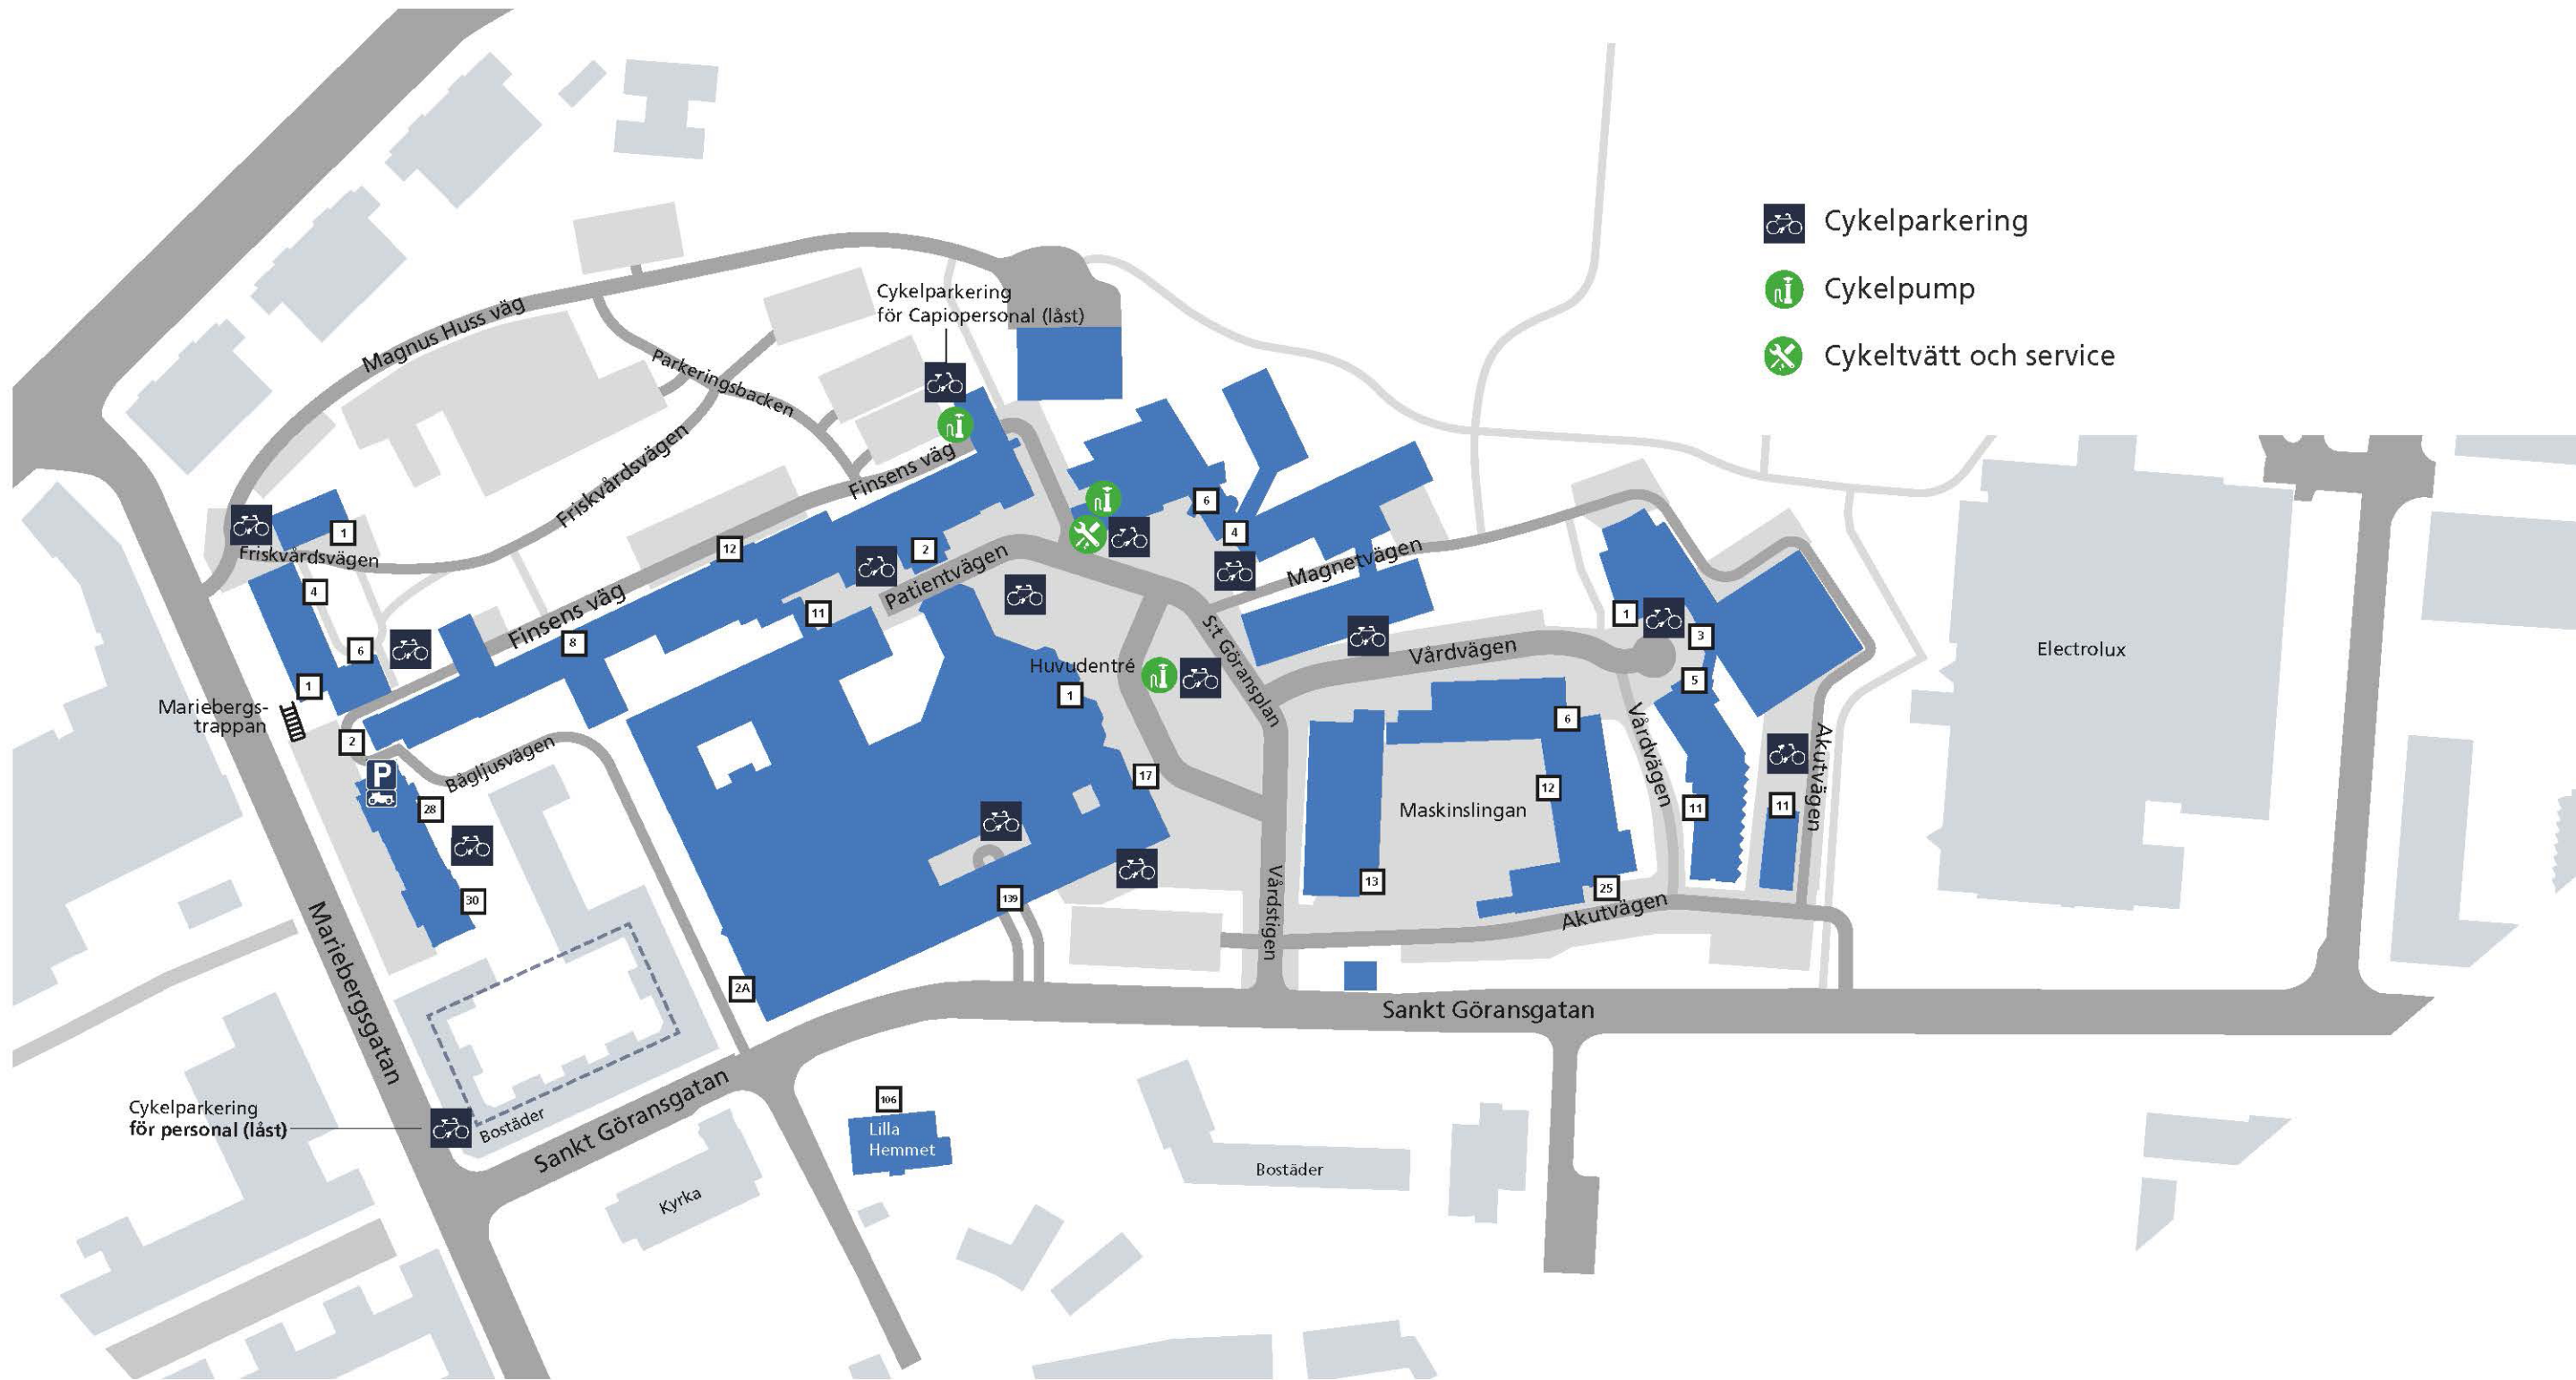 Cykelparkering
Cykelpump
Cykeltvätt och service
Cykelparkering
för Capiopersonal (låst)
Magnus Huss väg
Parkeringsbacken
Friskvårdsvägen
Finsens väg
1
Friskvårdsvägen
12
2
6
4
Patientvägen
Magnetvägen
4
Finsens väg
11
8
6
1
S:t Göransplan
1
3
Vårdvägen
Electrolux
Huvudentré
1
5
1
Mariebergs-
trappan
2
6
Vårdvägen
Akutvägen
Bågljusvägen
P
28
17
12
Maskinslingan
11
11
30
139
Vårdstigen
13
25
Akutvägen
2A
Mariebergsgatan
Sankt Göransgatan
Cykelparkering
för personal (låst)
Bostäder
Sankt Göransgatan
106
Lilla
Hemmet
Bostäder
Kyrka